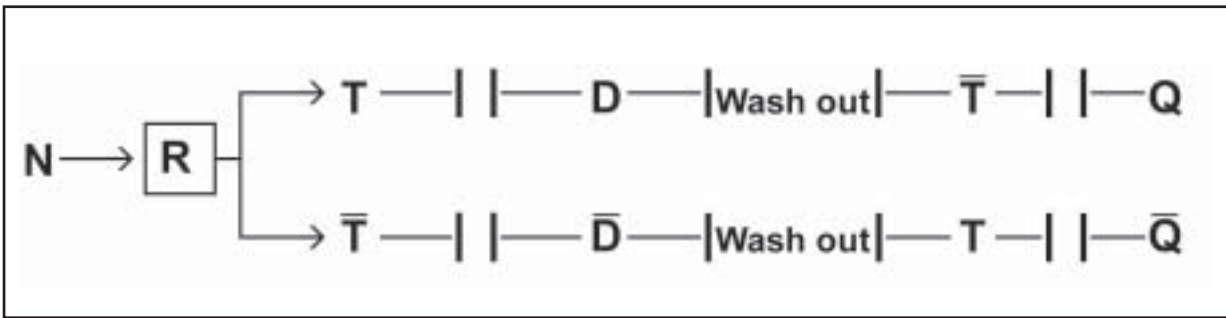 T D Wash out T̿ Q
N R
T̿ D̅ Wash out T Q̅